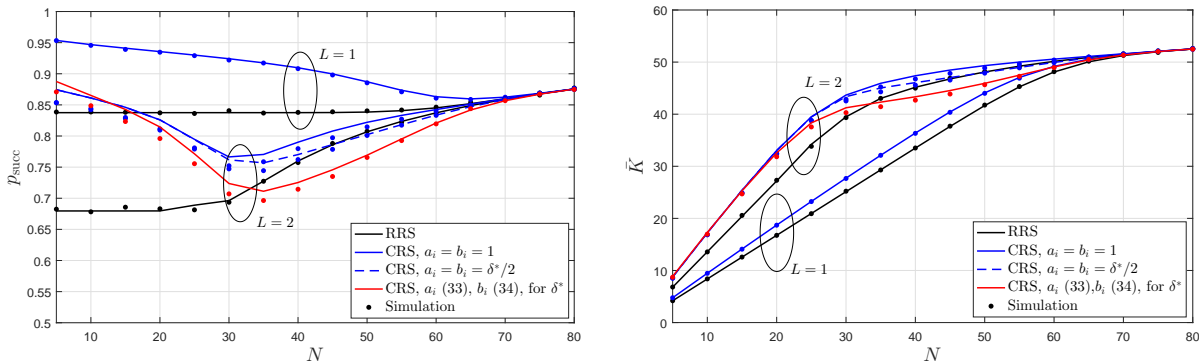 0.95
0.9
0.85
0.8
0.75
0.7
0.65
0.6
0.55
0.5
p_succ
10 20 30 40 50 60 70 80
N
L = 1
L = 2
RRS
CRS, a_i = b_i = 1
CRS, a_i = b_i = δ*/2
CRS, a_i (33), b_i (34), for δ*
Simulation
60
50
40
30
20
10
0
K̄
10 20 30 40 50 60 70 80
N
L = 2
L = 1
RRS
CRS, a_i = b_i = 1
CRS, a_i = b_i = δ*/2
CRS, a_i (33),b_i (34), for δ*
Simulation